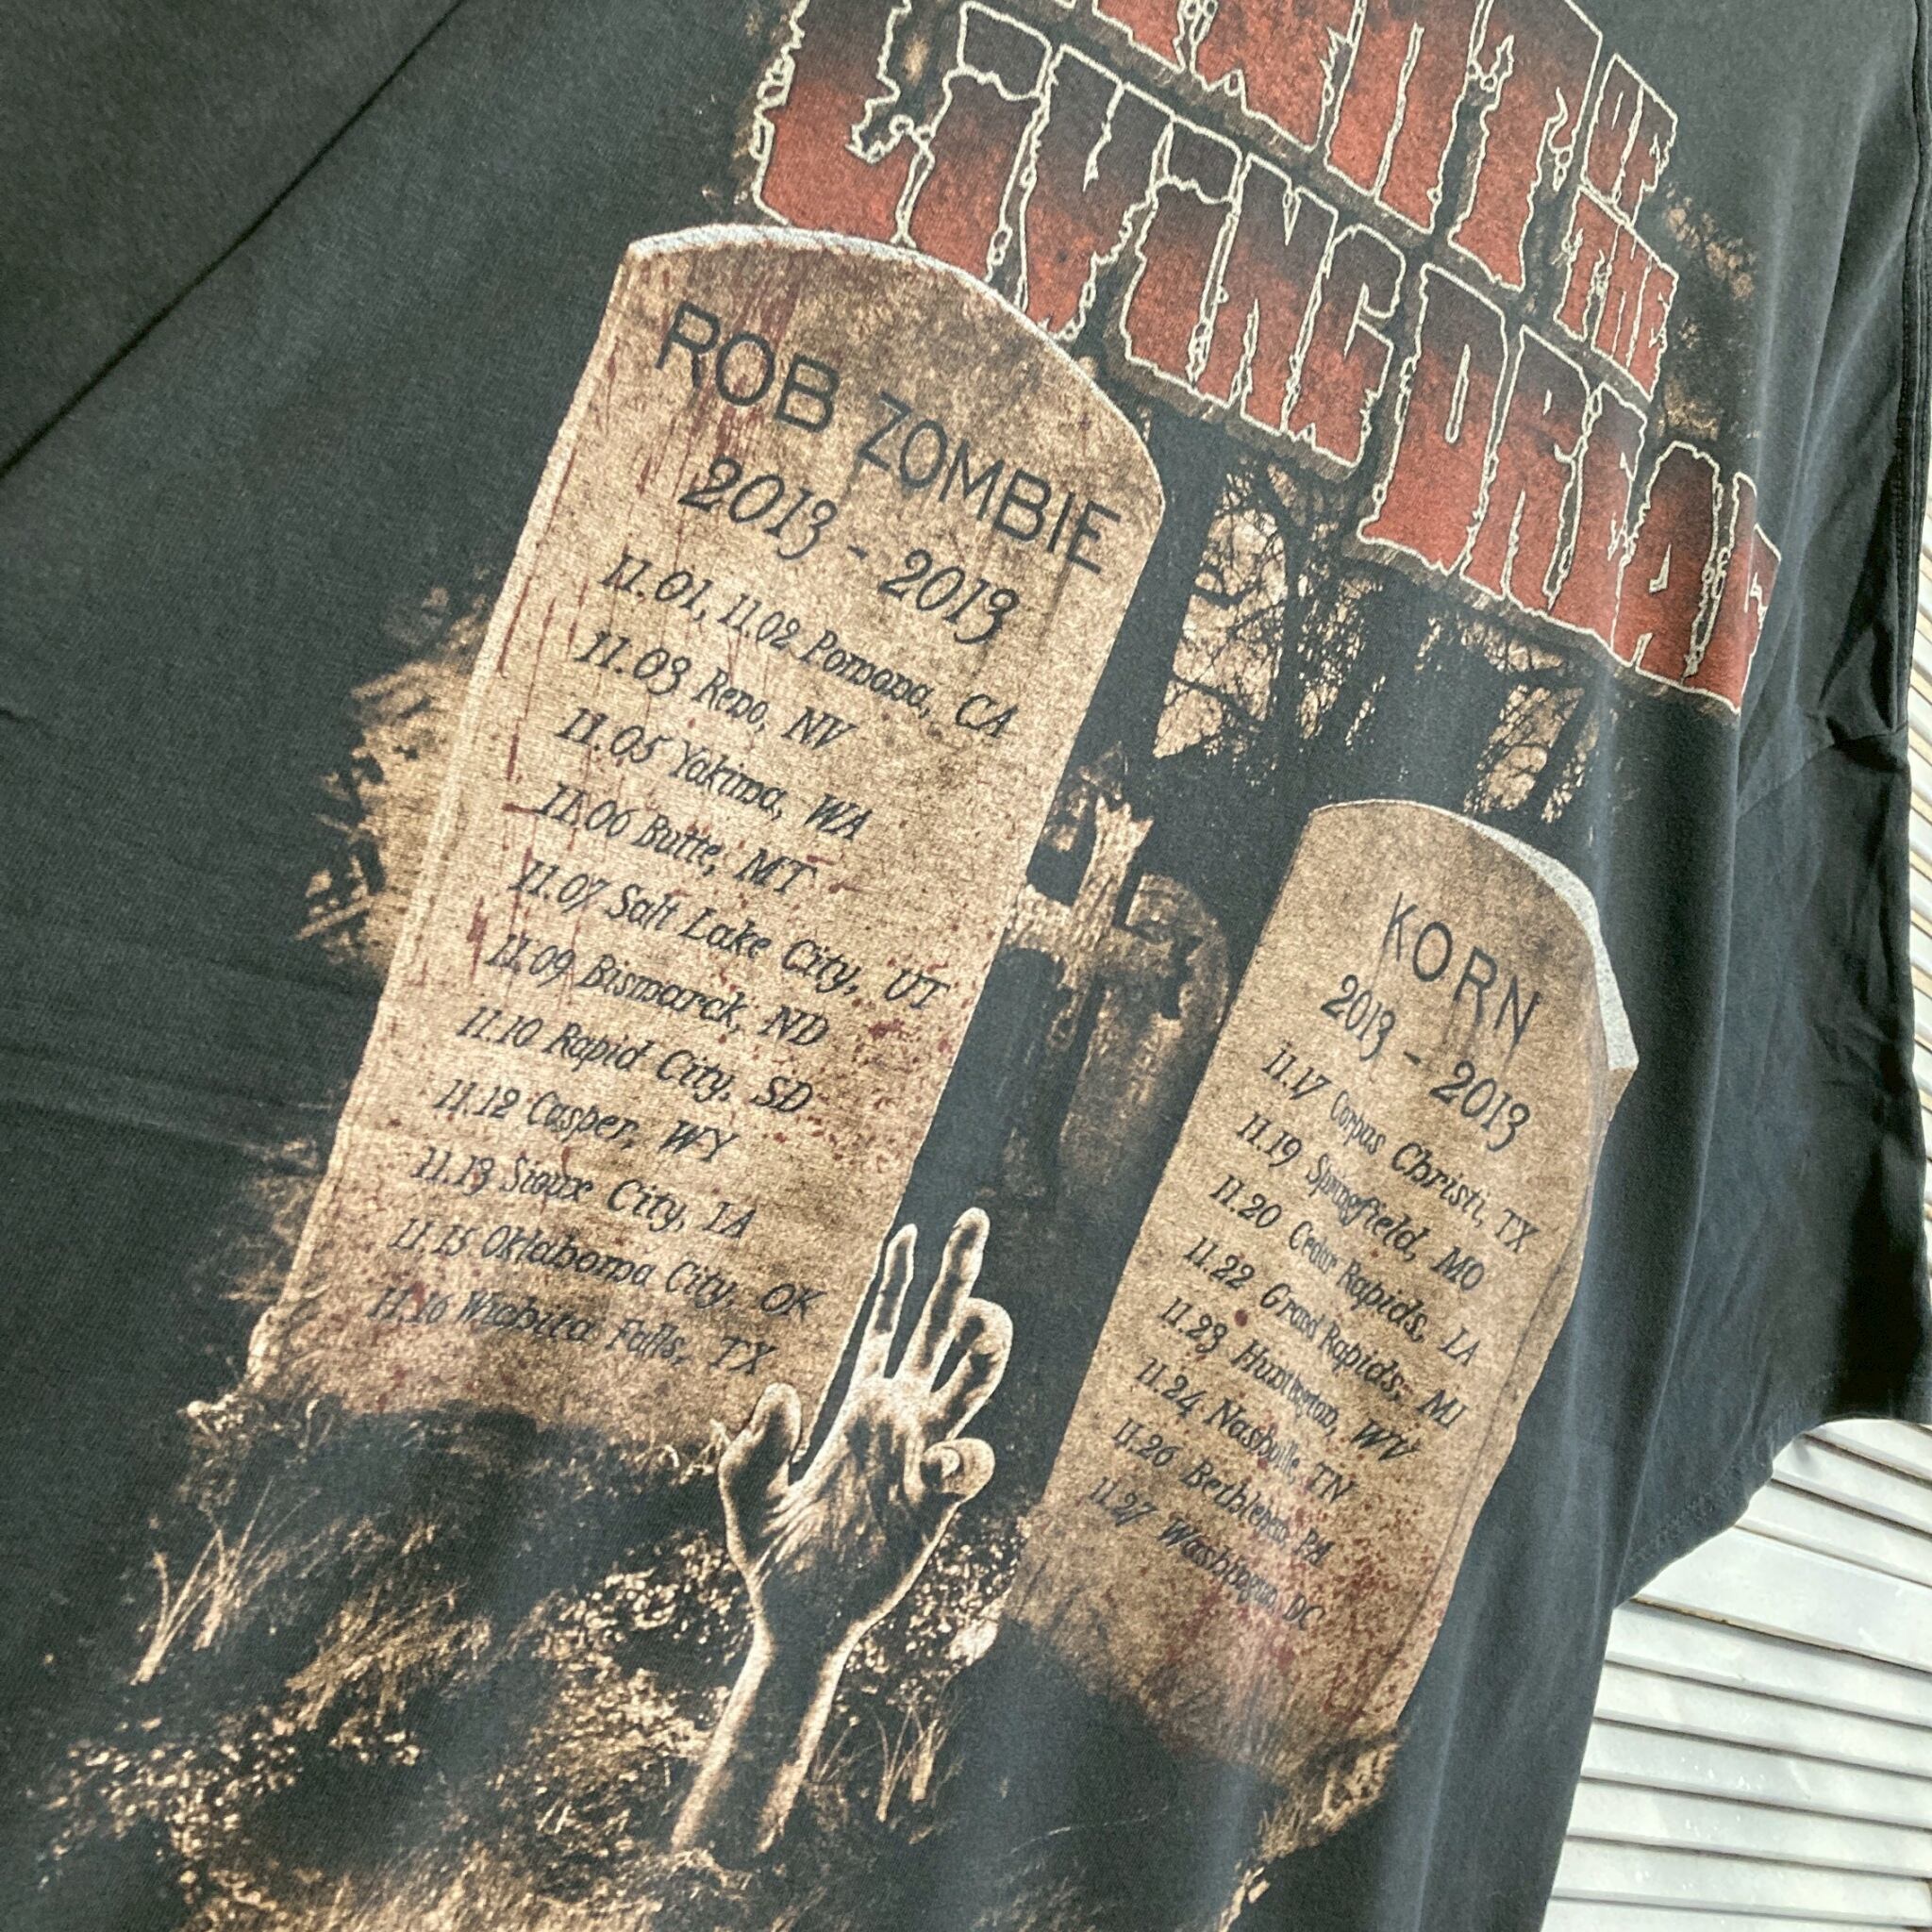 OF
THE
LIVING DREAD
ROB ZOMBIE
2013 - 2013
11.01, 11.02 Pomona, CA
11.03 Reno, NV
11.05 Yakima, WA
11.06 Butte, MT
11.07 Salt Lake City, UT
11.09 Bismarck, ND
11.10 Rapid City, SD
11.12 Casper, WY
11.13 Sioux City, IA
11.15 Oklahoma City, OK
11.16 Wichita Falls, TX
KORN
2013 - 2013
11.17 Corpus Christi, TX
11.19 Springfield, MO
11.20 Cedar Rapids, IA
11.22 Grand Rapids, MI
11.23 Huntington, WV
11.24 Nashville, TN
11.26 Bethlehem, PA
11.27 Washington, DC